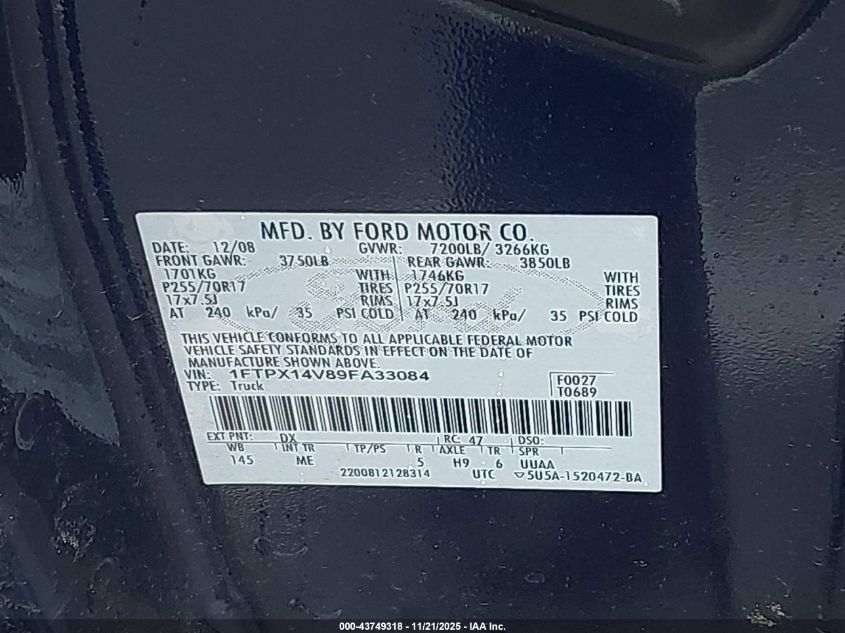 MFD. BY FORD MOTOR CO.
DATE: 12/08 GVWR: 7200LB/ 3266KG
FRONT GAWR: 3750LB REAR GAWR: 3850LB
1701KG WITH 1746KG WITH
P255/70R17 TIRES P255/70R17 TIRES
17x7.5J RIMS 17x7.5J RIMS
AT 240 kPa/ 35 PSI COLD AT 240 kPa/ 35 PSI COLD
Ford
THIS VEHICLE CONFORMS TO ALL APPLICABLE FEDERAL MOTOR
VEHICLE SAFETY STANDARDS IN EFFECT ON THE DATE OF
MANUFACTURE SHOWN ABOVE.
VIN: 1FTPX14V89FA33084
TYPE: Truck
F0027
T0689
EXT PNT: DX RC: 47 DSO:
WB INT TR TP/PS R AXLE TR SPR
145 ME 5 H9 6 UUAA
2200812128314 UTC ▽5U5A-1520472-BA
000-43749318 - 11/21/2025 - IAA Inc.